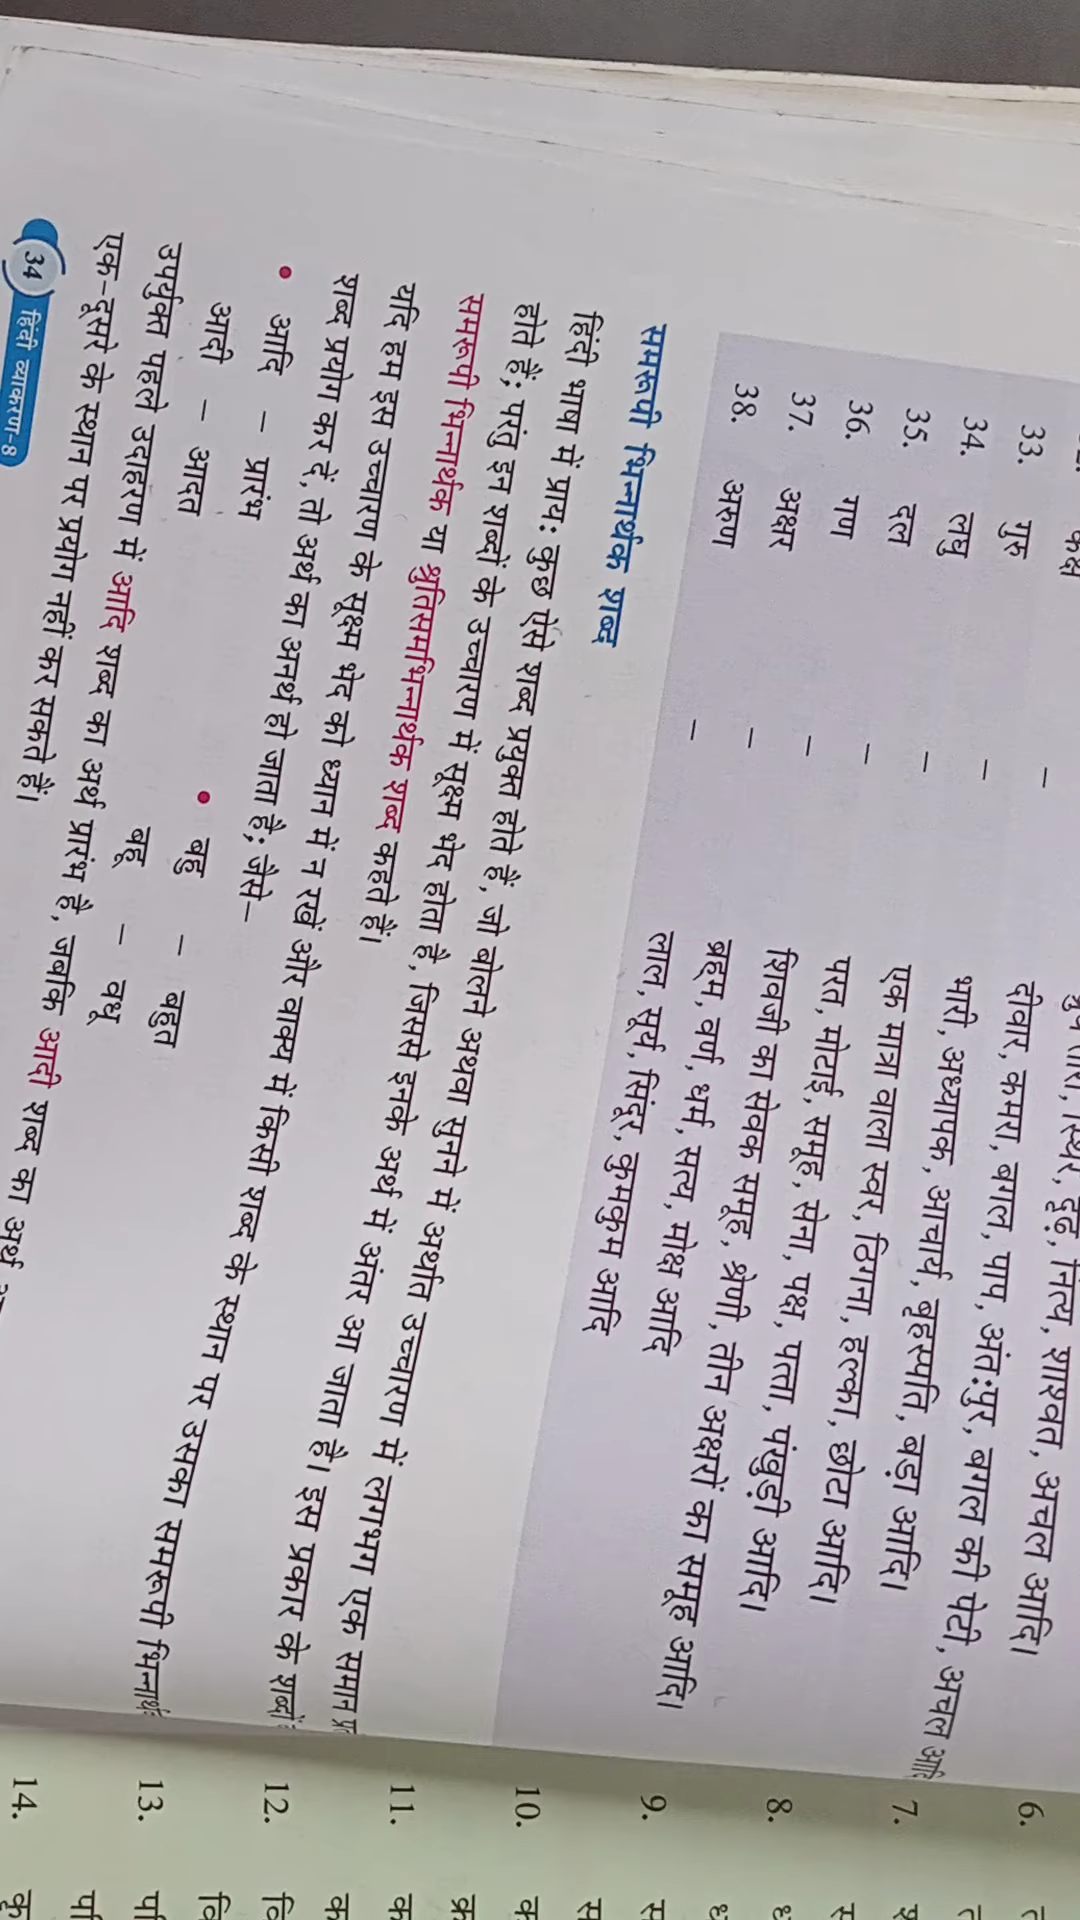 ध्रुव तारा, स्थिर, दृढ़, नित्य, शाश्वत, अचल आदि।
कक्ष – दीवार, कमरा, बगल, पाप, अंतःपुर, बगल की पेटी, अचल आदि
33. गुरु – भारी, अध्यापक, आचार्य, बृहस्पति, बड़ा आदि।
34. लघु – एक मात्रा वाला स्वर, ठिगना, हल्का, छोटा आदि।
35. दल – परत, मोटाई, समूह, सेना, पक्ष, पत्ता, पंखुड़ी आदि।
36. गण – शिवजी का सेवक समूह, श्रेणी, तीन अक्षरों का समूह आदि।
37. अक्षर – ब्रह्म, वर्ण, धर्म, सत्य, मोक्ष आदि
38. अरुण – लाल, सूर्य, सिंदूर, कुमकुम आदि
समरूपी भिन्नार्थक शब्द
हिंदी भाषा में प्रायः कुछ ऐसे शब्द प्रयुक्त होते हैं, जो बोलने अथवा सुनने में अर्थात उच्चारण में लगभग एक समान प्र
होते हैं; परंतु इन शब्दों के उच्चारण में सूक्ष्म भेद होता है, जिससे इनके अर्थ में अंतर आ जाता है। इस प्रकार के शब्दों
समरूपी भिन्नार्थक या श्रुतिसमभिन्नार्थक शब्द कहते हैं।
यदि हम इस उच्चारण के सूक्ष्म भेद को ध्यान में न रखें और वाक्य में किसी शब्द के स्थान पर उसका समरूपी भिन्नार्थ
शब्द प्रयोग कर दें, तो अर्थ का अनर्थ हो जाता है; जैसे–
• आदि – प्रारंभ • बहु – बहुत
आदी – आदत बहू – वधू
उपर्युक्त पहले उदाहरण में आदि शब्द का अर्थ प्रारंभ है, जबकि आदी शब्द का अर्थ
एक-दूसरे के स्थान पर प्रयोग नहीं कर सकते हैं।
34 हिंदी व्याकरण-8
6.
7.
8.
9.
10.
11.
12.
13.
14.